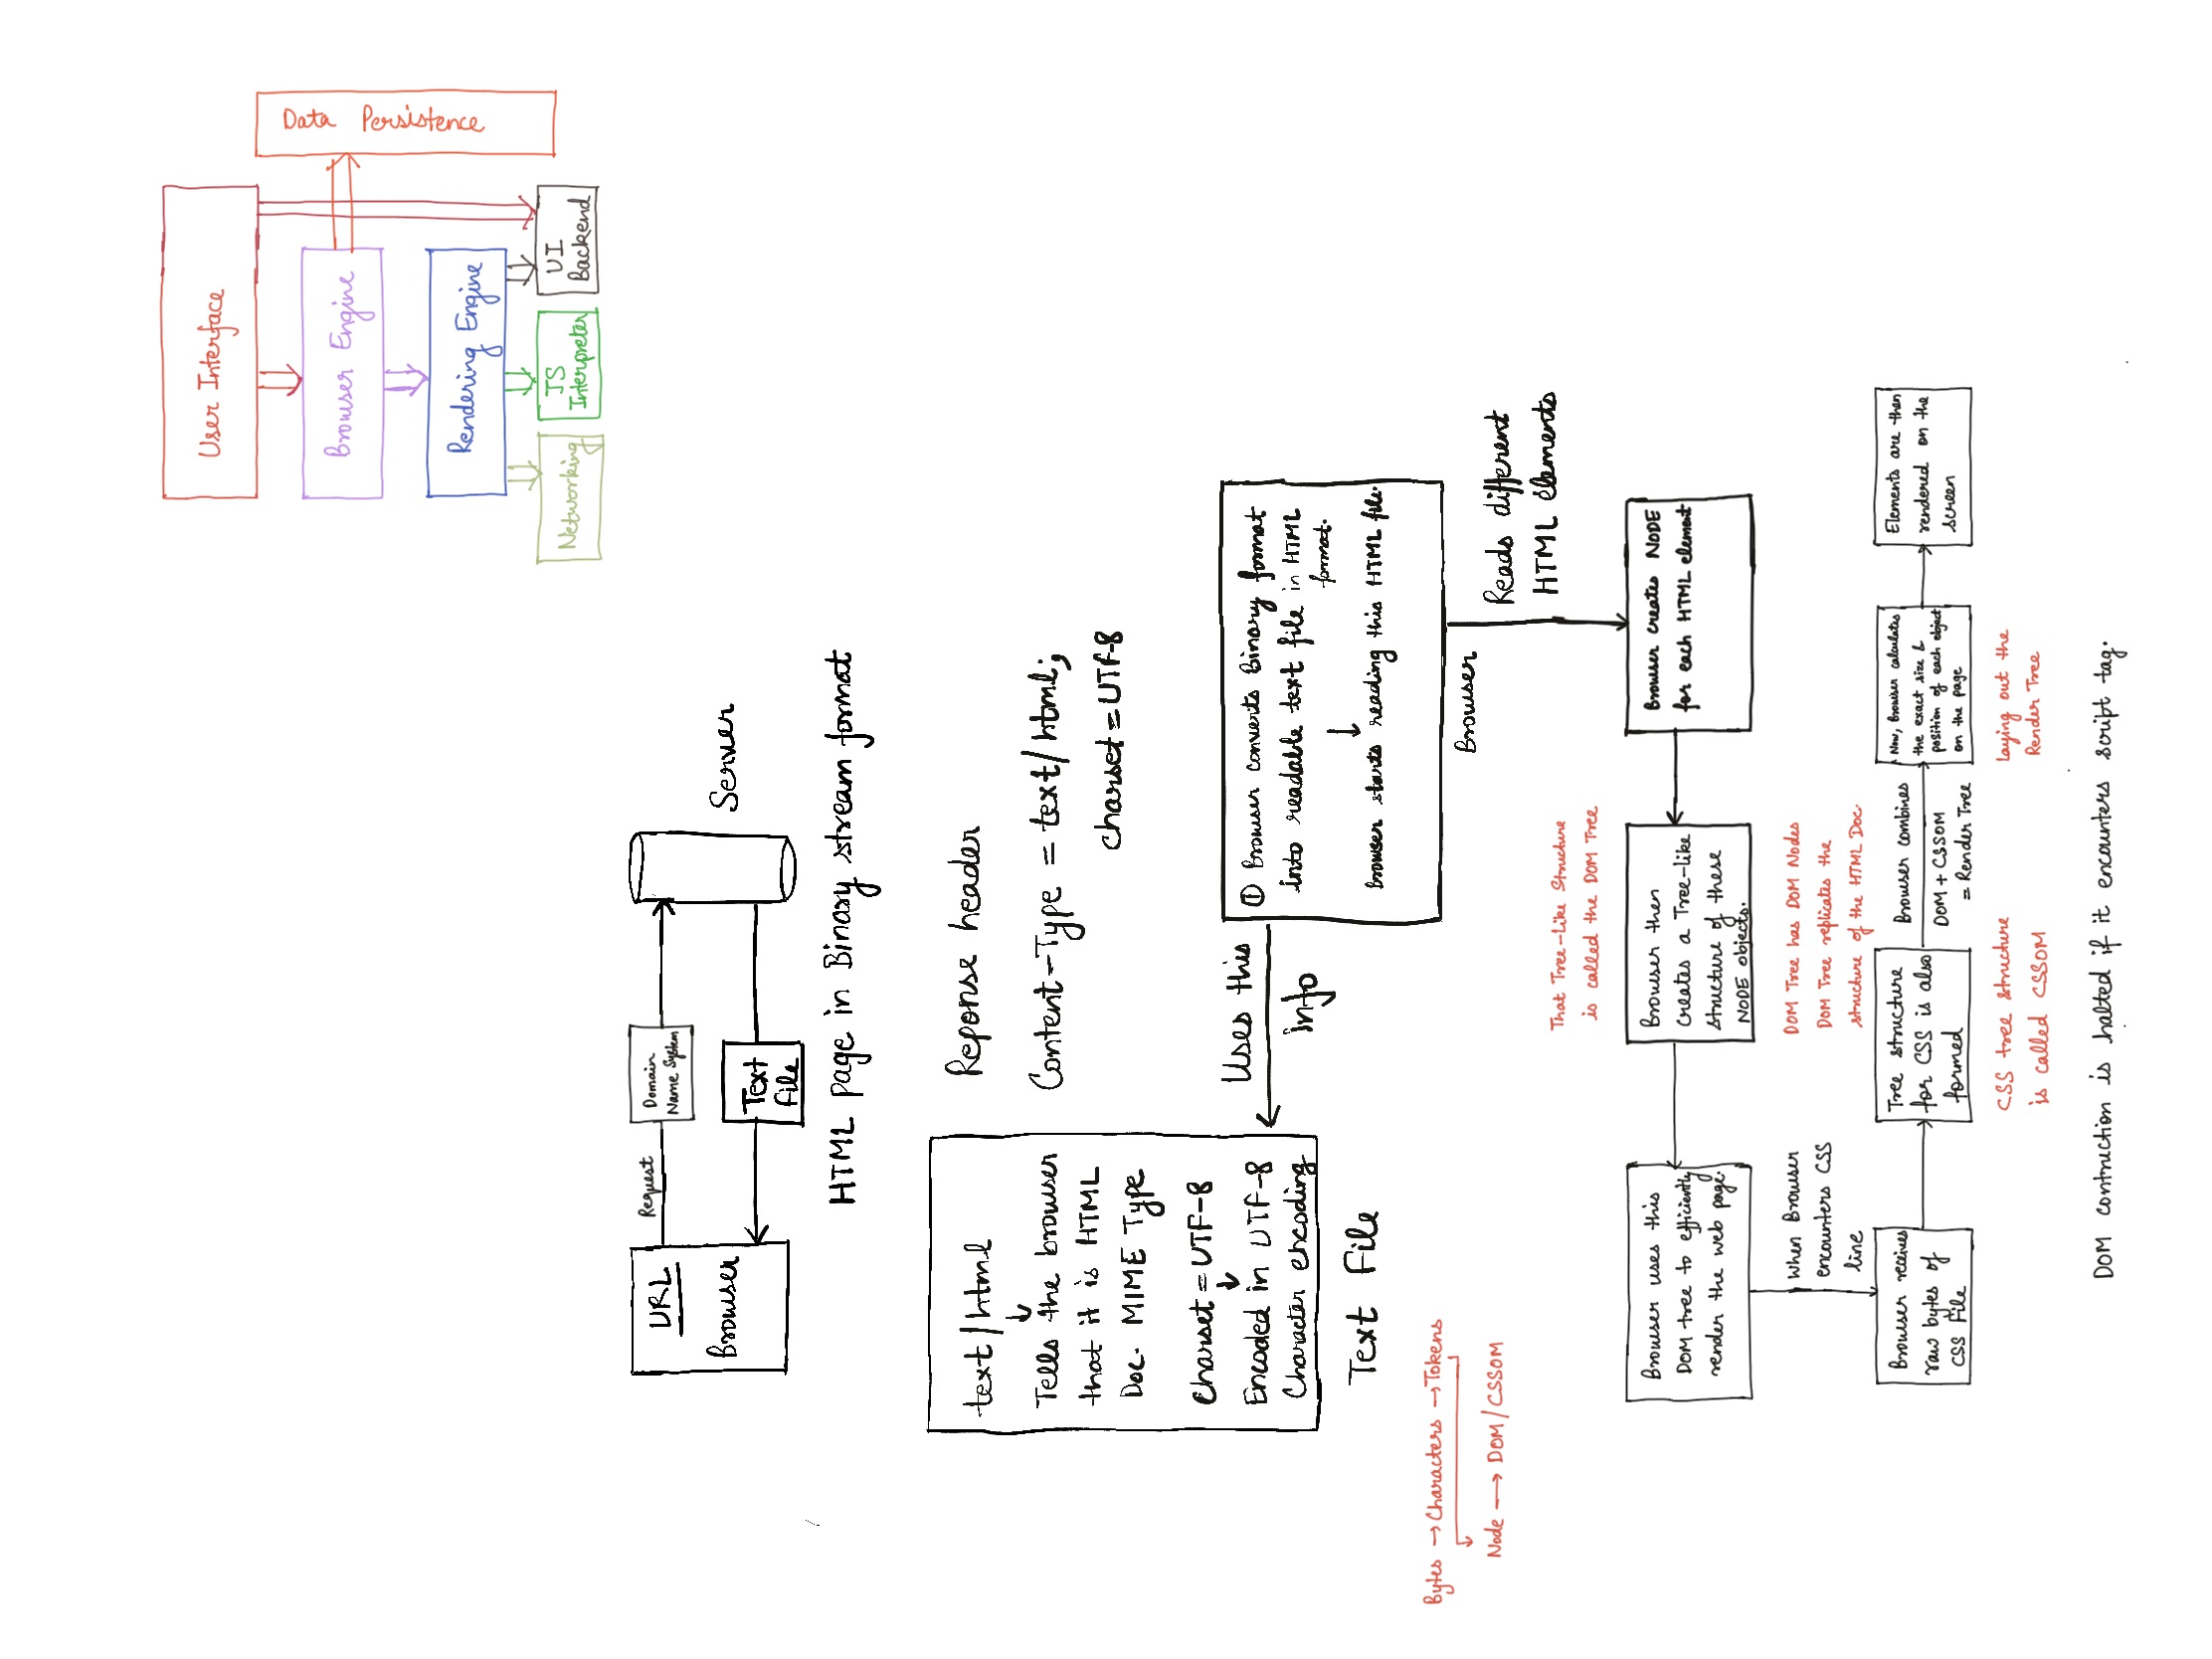 User Interface
Browser Engine
Data Persistence
Rendering Engine
Networking
JS
Interpreter
UI
Backend
URL
Browser
Request
Domain
Name System
Text
File
Server
HTML page in Binary stream format
text/html
Tells the browser
that it is HTML
Doc. MIME Type
Charset = UTF-8
Encoded in UTF-8
Character encoding
Text File
Reponse header
Content-Type = text/html;
charset = UTF-8
Uses this
info
① Browser converts Binary format
into readable text file in HTML
format.
Browser starts reading this HTML file.
Browser
Reads different
HTML elements
Bytes → Characters → Tokens
Node → DOM/CSSOM
That Tree-Like Structure
is called the DOM Tree
Browser creates NODE
for each HTML element
Browser then
creates a Tree-like
structure of these
NODE objects.
Browser uses this
DOM tree to efficiently
render the web page.
DOM Tree has DOM Nodes
DOM Tree replicates the
structure of the HTML Doc.
When Browser
encounters CSS
line
Browser receives
raw bytes of
CSS File
Tree structure
for CSS is also
formed
CSS tree structure
is called CSSOM
Browser combines
DOM + CSSOM
= Render Tree
Now, Browser calculates
the exact size &
position of each object
on the page
Laying out the
Render Tree
Elements are then
rendered on the
screen
DOM contruction is halted if it encounters script tag.